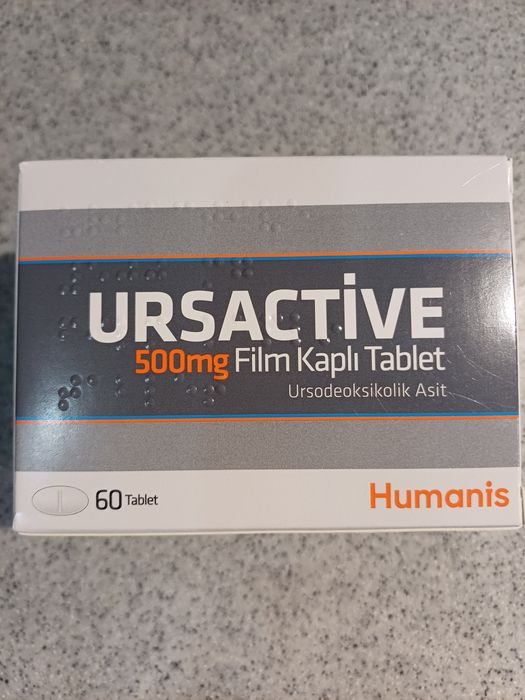 URSACTİVE
500mg Film Kaplı Tablet
Ursodeoksikolik Asit
60 Tablet
Humanis